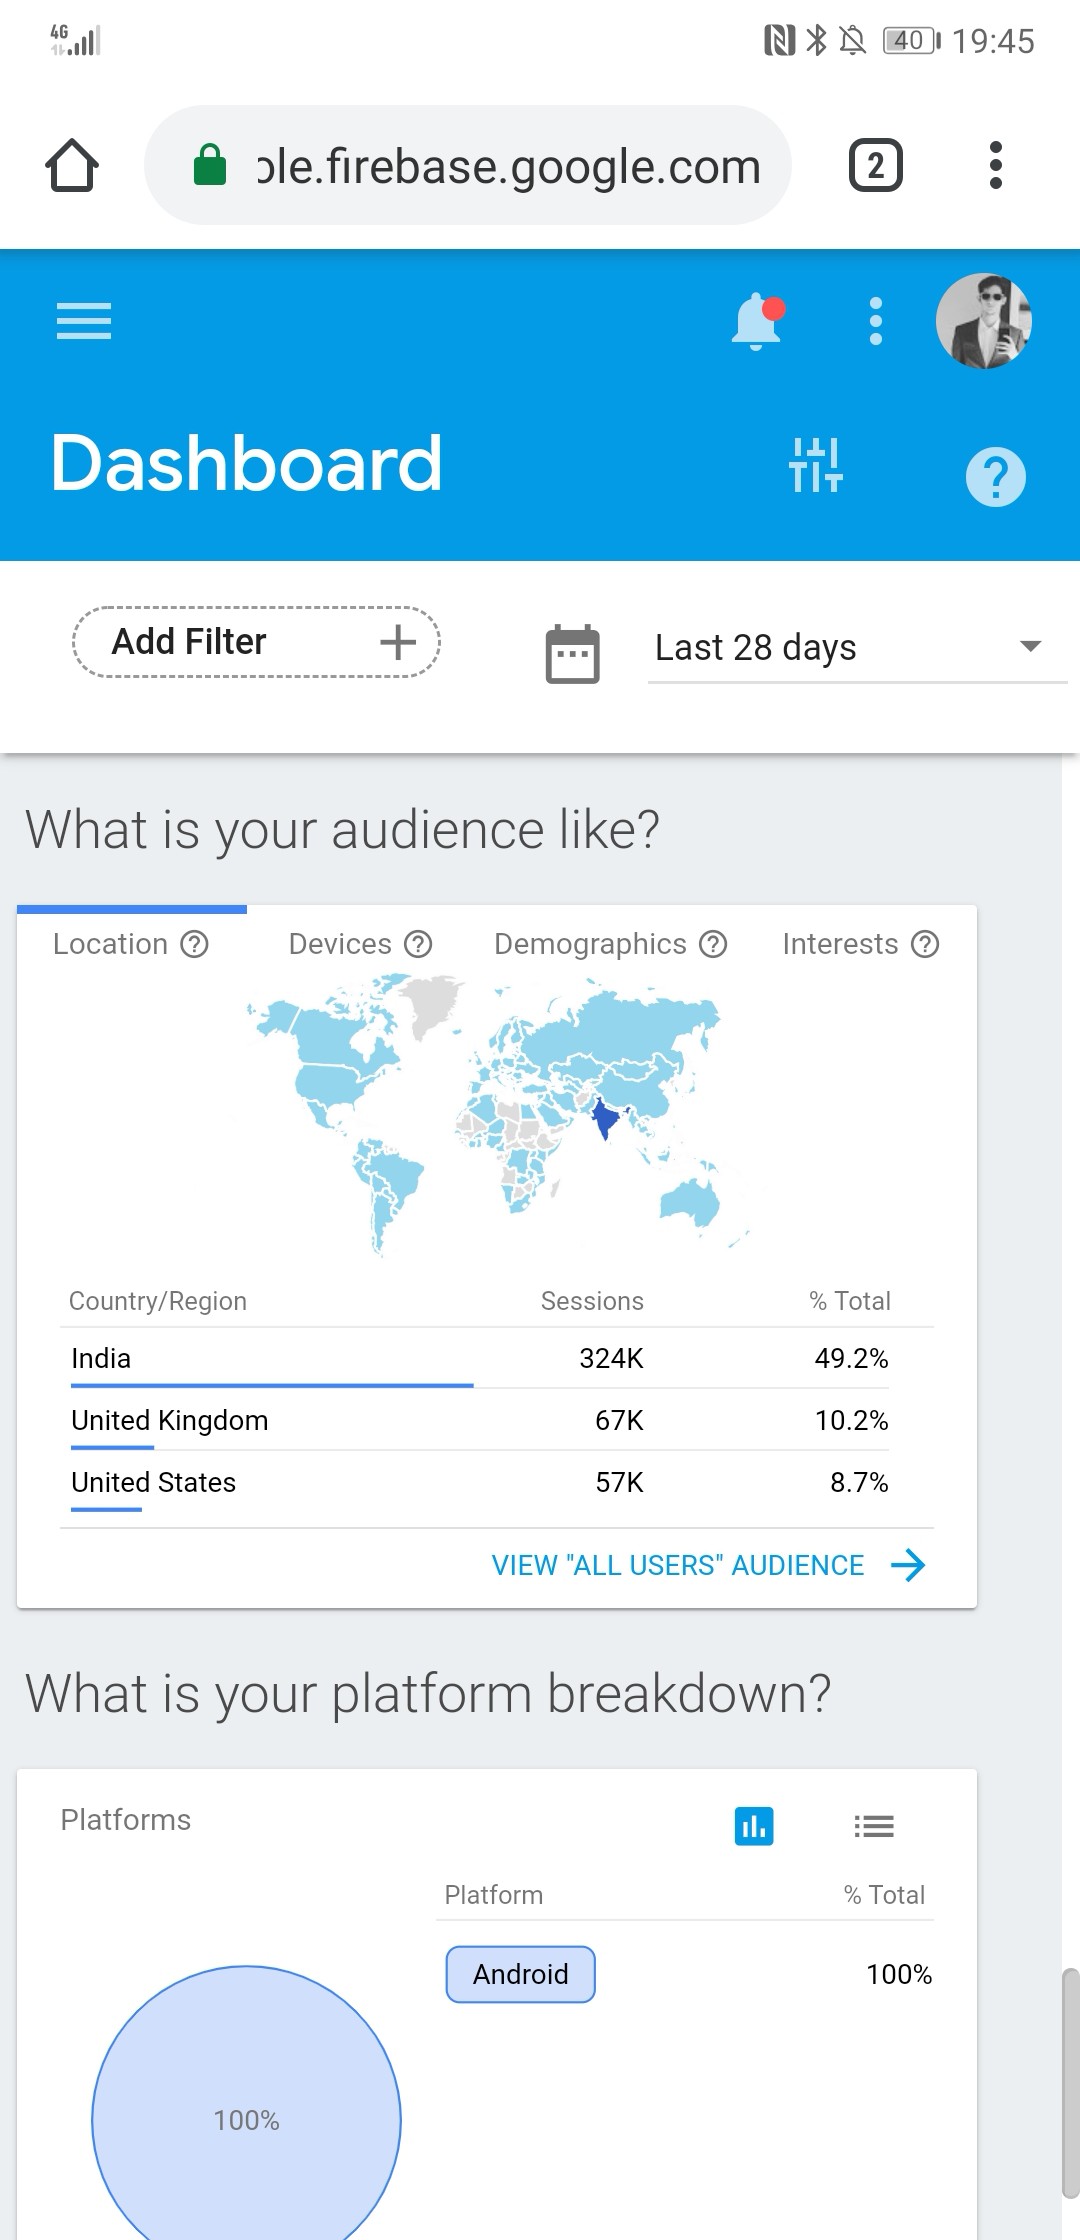 4G 40 19:45
ole.firebase.google.com 2
Dashboard
Add Filter Last 28 days
What is your audience like?
Location Devices Demographics Interests
Country/Region Sessions % Total
India 324K 49.2%
United Kingdom 67K 10.2%
United States 57K 8.7%
VIEW "ALL USERS" AUDIENCE
What is your platform breakdown?
Platforms
Platform % Total
Android 100%
100%